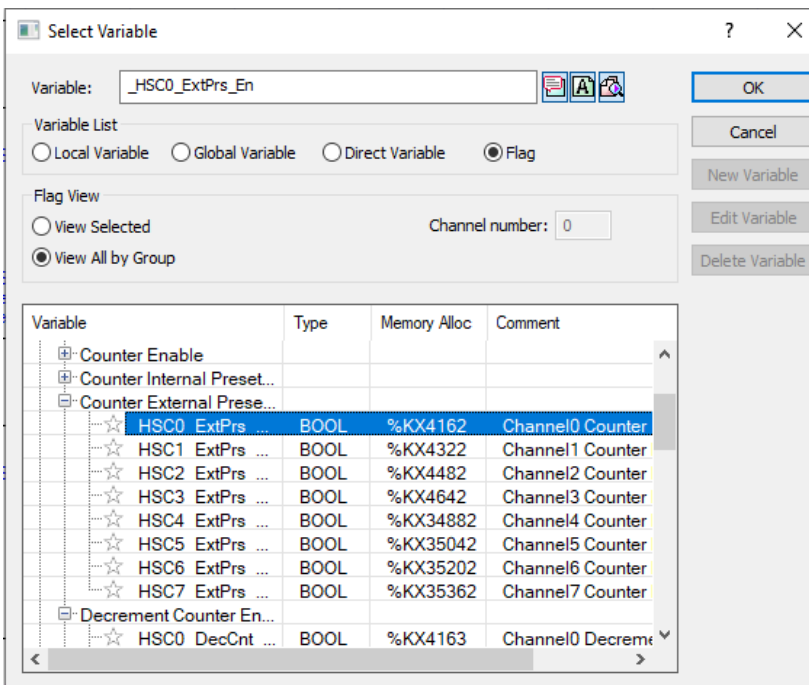 Select Variable ?
Variable: _HSC0_ExtPrs_En A
OK
Variable List
Cancel
Local Variable Global Variable Direct Variable Flag
New Variable
Flag View
View Selected Channel number: 0
Edit Variable
View All by Group
Delete Variable
Variable Type Memory Alloc Comment
Counter Enable
Counter Internal Preset...
Counter External Prese...
HSC0 ExtPrs ... BOOL %KX4162 Channel0 Counter
HSC1 ExtPrs ... BOOL %KX4322 Channel1 Counter
HSC2 ExtPrs ... BOOL %KX4482 Channel2 Counter
HSC3 ExtPrs ... BOOL %KX4642 Channel3 Counter
HSC4 ExtPrs ... BOOL %KX34882 Channel4 Counter
HSC5 ExtPrs ... BOOL %KX35042 Channel5 Counter
HSC6 ExtPrs ... BOOL %KX35202 Channel6 Counter
HSC7 ExtPrs ... BOOL %KX35362 Channel7 Counter
Decrement Counter En...
HSC0 DecCnt ... BOOL %KX4163 Channel0 Decreme